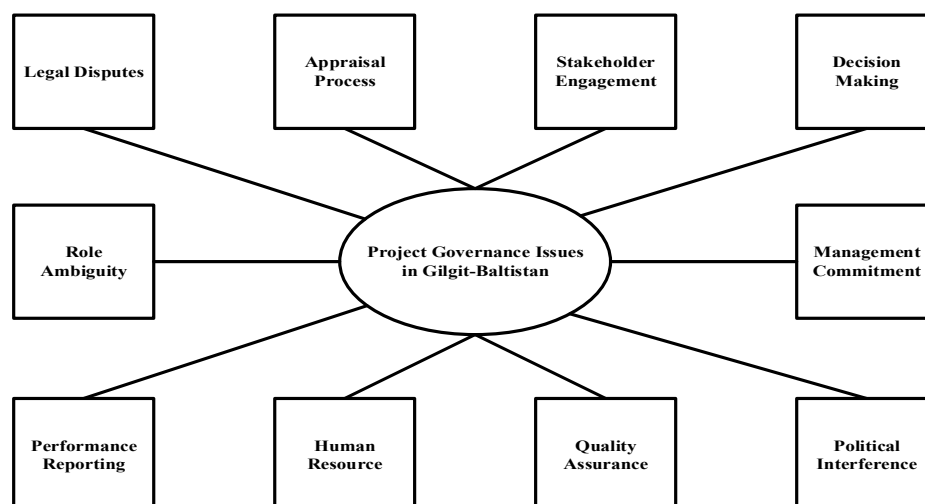 Legal Disputes
Appraisal
Process
Stakeholder
Engagement
Decision
Making
Role
Ambiguity
Project Governance Issues
in Gilgit-Baltistan
Management
Commitment
Performance
Reporting
Human
Resource
Quality
Assurance
Political
Interference